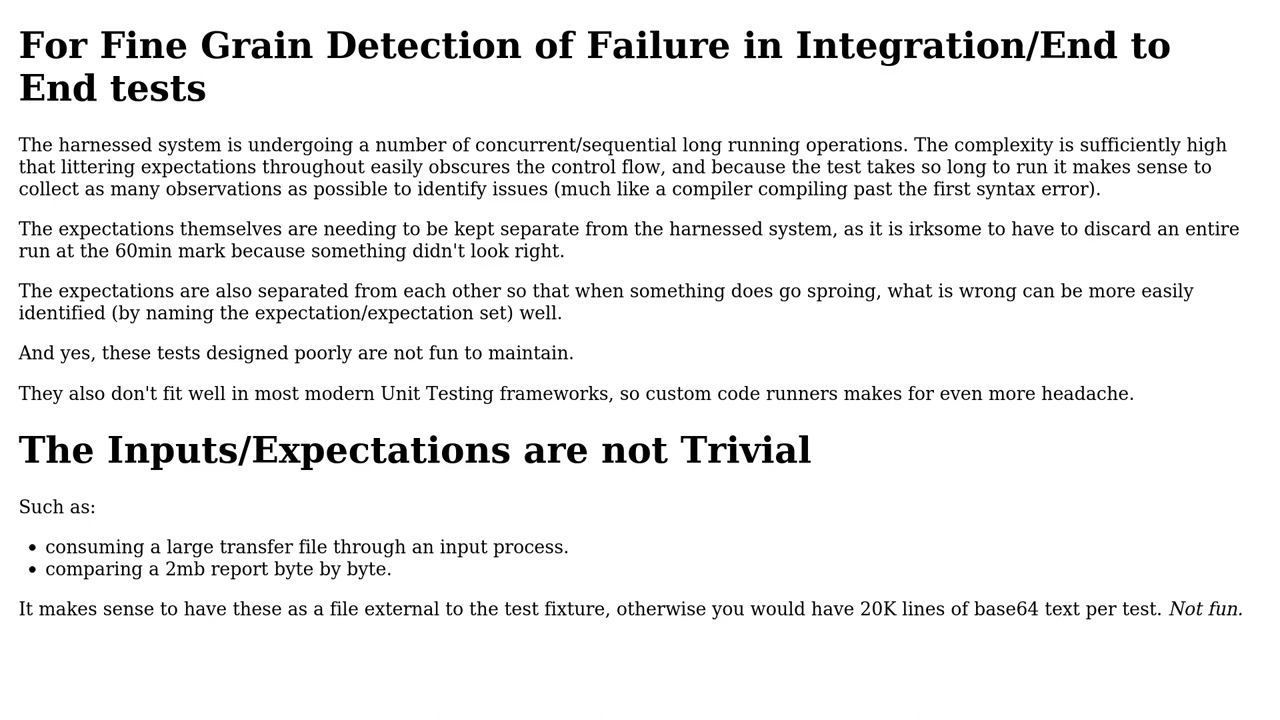 For Fine Grain Detection of Failure in Integration/End to
End tests
The harnessed system is undergoing a number of concurrent/sequential long running operations. The complexity is sufficiently high
that littering expectations throughout easily obscures the control flow, and because the test takes so long to run it makes sense to
collect as many observations as possible to identify issues (much like a compiler compiling past the first syntax error).
The expectations themselves are needing to be kept separate from the harnessed system, as it is irksome to have to discard an entire
run at the 60min mark because something didn't look right.
The expectations are also separated from each other so that when something does go sproing, what is wrong can be more easily
identified (by naming the expectation/expectation set) well.
And yes, these tests designed poorly are not fun to maintain.
They also don't fit well in most modern Unit Testing frameworks, so custom code runners makes for even more headache.
The Inputs/Expectations are not Trivial
Such as:
• consuming a large transfer file through an input process.
• comparing a 2mb report byte by byte.
It makes sense to have these as a file external to the test fixture, otherwise you would have 20K lines of base64 text per test. Not fun.